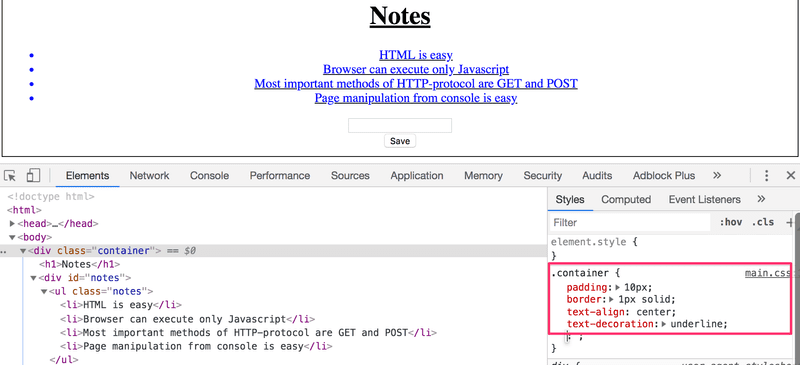 Notes
HTML is easy
Browser can execute only Javascript
Most important methods of HTTP-protocol are GET and POST
Page manipulation from console is easy
Save
Elements Network Console Performance Sources Application Memory Security Audits Adblock Plus »
<!doctype html>
<html>
▶<head>…</head>
▼<body>
.. ▼<div class="container"> == $0
<h1>Notes</h1>
▼<div id="notes">
▼<ul class="notes">
<li>HTML is easy</li>
<li>Browser can execute only Javascript</li>
<li>Most important methods of HTTP-protocol are GET and POST</li>
<li>Page manipulation from console is easy</li>
</ul>
Styles Computed Event Listeners »
Filter :hov .cls +
element.style {
}
.container { main.css
padding:▶ 10px;
border:▶ 1px solid;
text-align: center;
text-decoration:▶ underline;
: ;
}